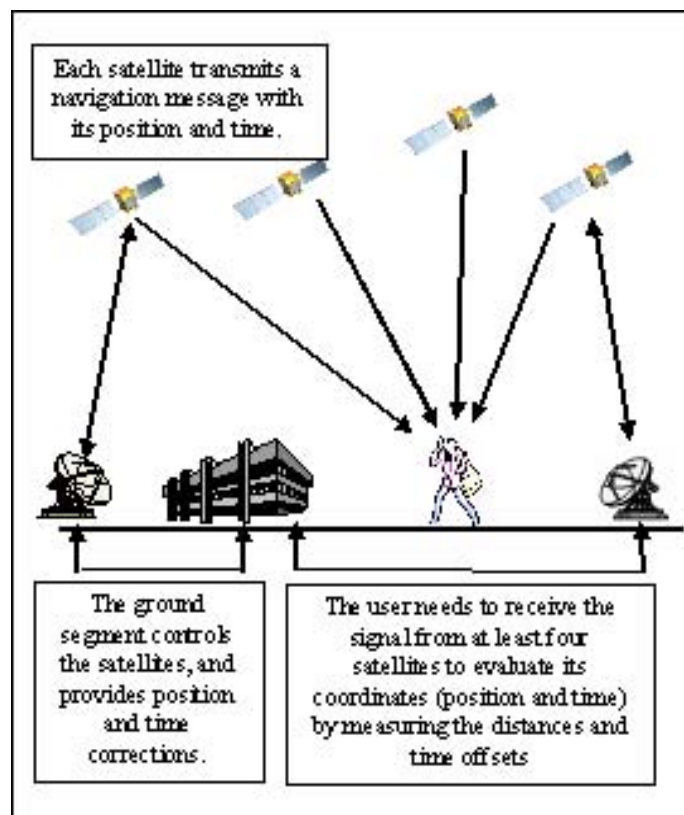 Each satellite transmits a
navigation message with
its position and time.
The ground
segment controls
the satellites, and
provides position
and time
corrections.
The user needs to receive the
signal from at least four
satellites to evaluate its
coordinates (position and time)
by measuring the distances and
time offsets